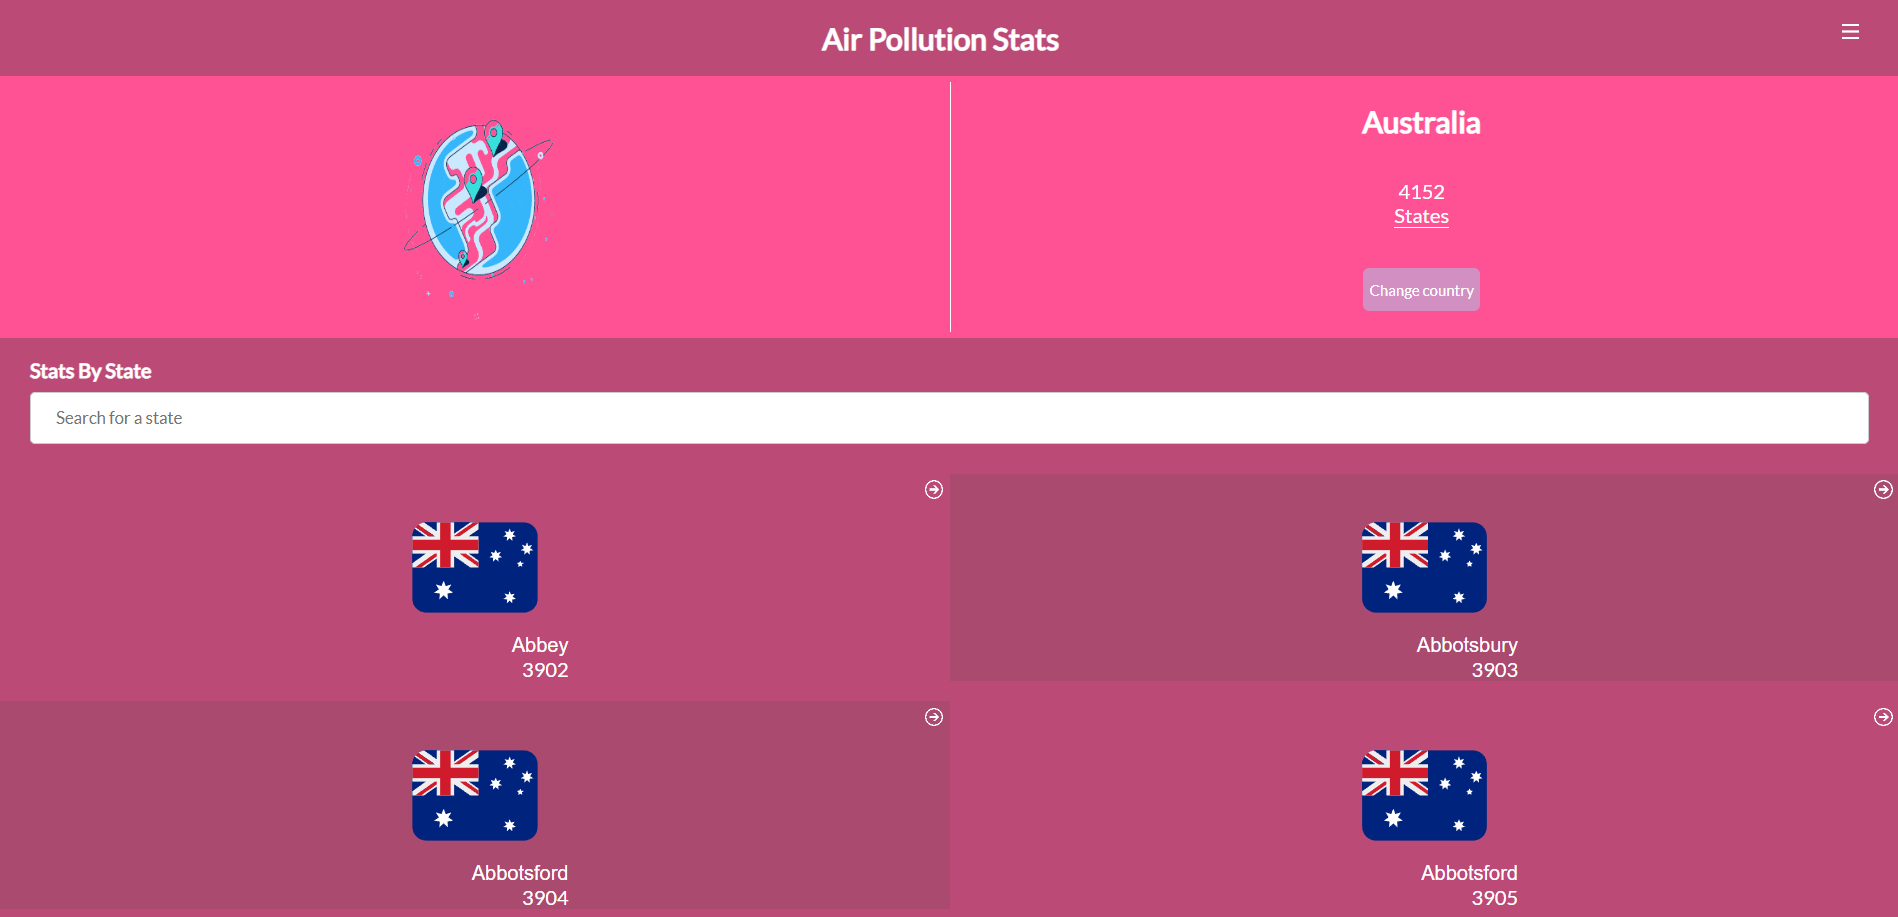 Air Pollution Stats
Australia
4152
States
Change country
Stats By State
Search for a state
Abbey
3902
Abbotsbury
3903
Abbotsford
3904
Abbotsford
3905